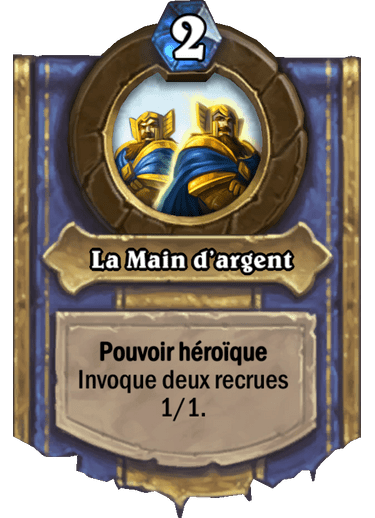 2
La Main d'argent
Pouvoir héroïque
Invoque deux recrues
1/1.